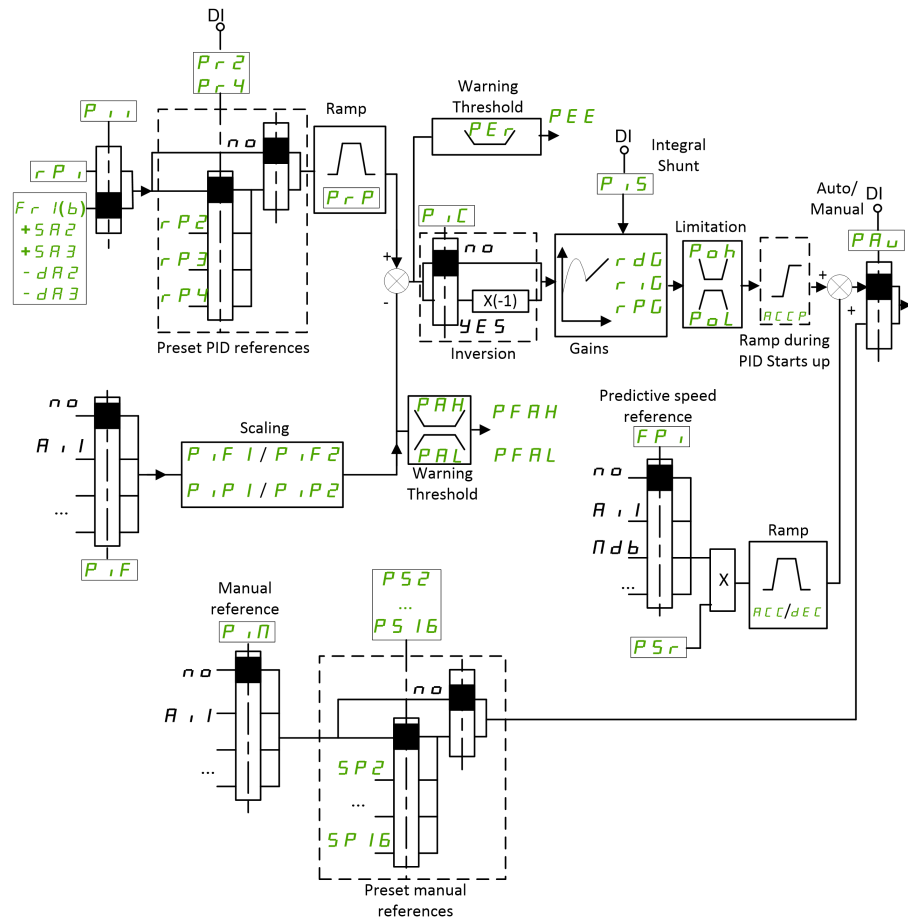 DI
Pr2
Pr4
Pii
no
Ramp
PrP
rPi
Fr1(b)
+SA2
+SA3
-dA2
-dA3
rP2
rP3
rP4
Preset PID references
Warning
Threshold
PEr
PEE
DI
Integral
Shunt
PiS
PiC
no
X(-1)
YES
Inversion
+
-
rdG
riG
rPG
Gains
Limitation
Poh
PoL
ACCP
Ramp during
PID Starts up
Auto/
Manual
DI
PAu
+
+
no
Ai1
...
PiF
Scaling
PiF1/PiF2
PiP1/PiP2
PAH
PAL
Warning
Threshold
PFAH
PFAL
Predictive speed
reference
FPi
no
Ai1
Mdb
...
X
PSr
Ramp
ACC/dEC
Manual
reference
PiM
no
Ai1
...
PS2
...
PS16
no
SP2
...
SP16
Preset manual
references